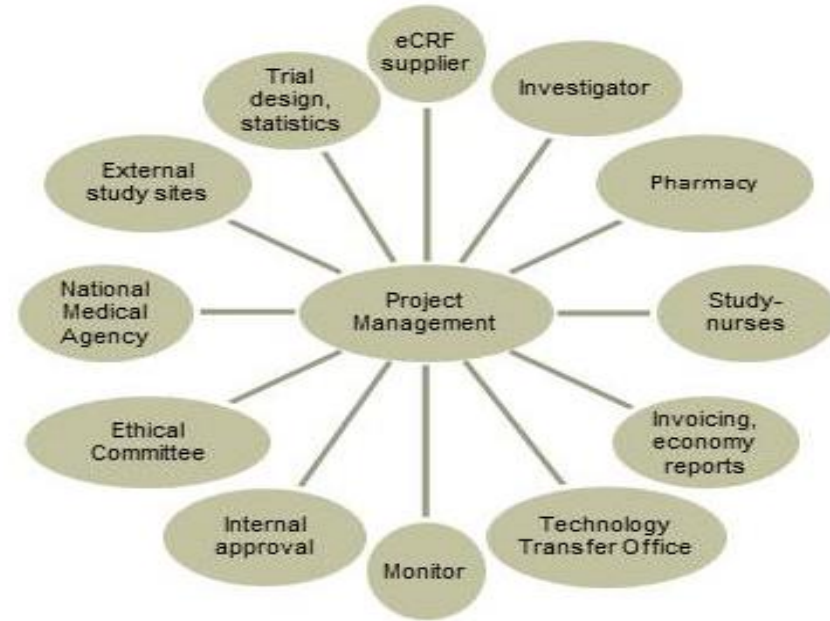 eCRF
supplier
Investigator
Pharmacy
Study-
nurses
Invoicing,
economy
reports
Technology
Transfer Office
Monitor
Internal
approval
Ethical
Committee
National
Medical
Agency
External
study sites
Trial
design,
statistics
Project
Management